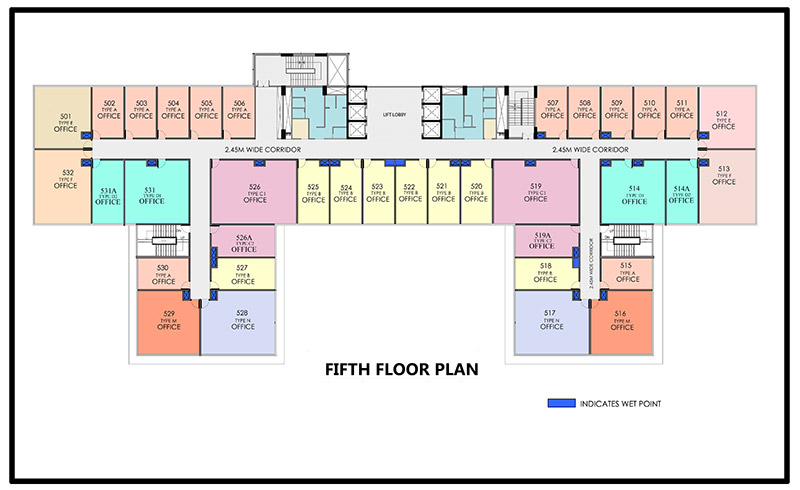 501
TYPE E
OFFICE
502
TYPE A
OFFICE
503
TYPE A
OFFICE
504
TYPE A
OFFICE
505
TYPE A
OFFICE
506
TYPE A
OFFICE
LIFT LOBBY
507
TYPE A
OFFICE
508
TYPE A
OFFICE
509
TYPE A
OFFICE
510
TYPE A
OFFICE
511
TYPE A
OFFICE
512
TYPE E
OFFICE
2.45M WIDE CORRIDOR
2.45M WIDE CORRIDOR
532
TYPE F
OFFICE
531A
TYPE D2
OFFICE
531
TYPE D1
OFFICE
526
TYPE C1
OFFICE
525
TYPE B
OFFICE
524
TYPE B
OFFICE
523
TYPE B
OFFICE
522
TYPE B
OFFICE
521
TYPE B
OFFICE
520
TYPE B
OFFICE
519
TYPE C1
OFFICE
514
TYPE D1
OFFICE
514A
TYPE D2
OFFICE
513
TYPE F
OFFICE
526A
TYPE C2
OFFICE
519A
TYPE C2
OFFICE
2.45M WIDE CORRIDOR
530
TYPE A
OFFICE
527
TYPE B
OFFICE
518
TYPE B
OFFICE
515
TYPE A
OFFICE
529
TYPE M
OFFICE
528
TYPE N
OFFICE
517
TYPE N
OFFICE
516
TYPE M
OFFICE
FIFTH FLOOR PLAN
INDICATES WET POINT